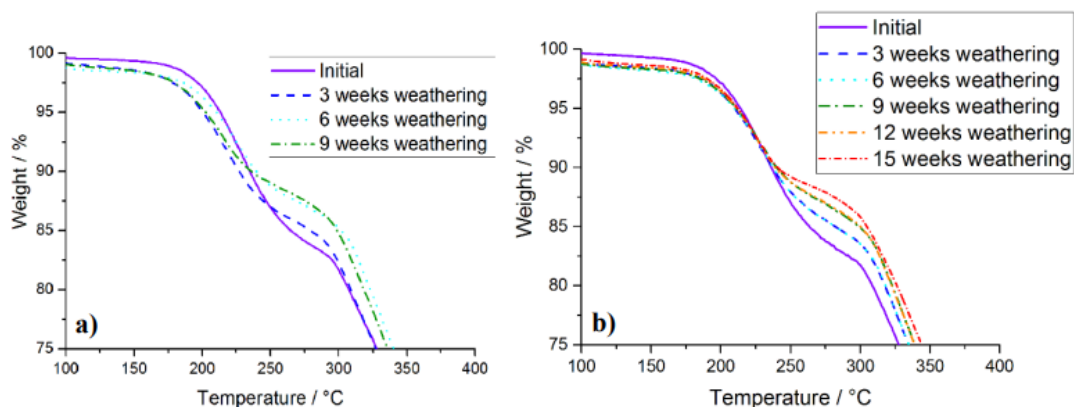 100
95
90
85
80
75
Weight / %
Initial
3 weeks weathering
6 weeks weathering
9 weeks weathering
a)
100 150 200 250 300 350 400
Temperature / °C
100
95
90
85
80
75
Weight / %
Initial
3 weeks weathering
6 weeks weathering
9 weeks weathering
12 weeks weathering
15 weeks weathering
b)
100 150 200 250 300 350 400
Temperature / °C